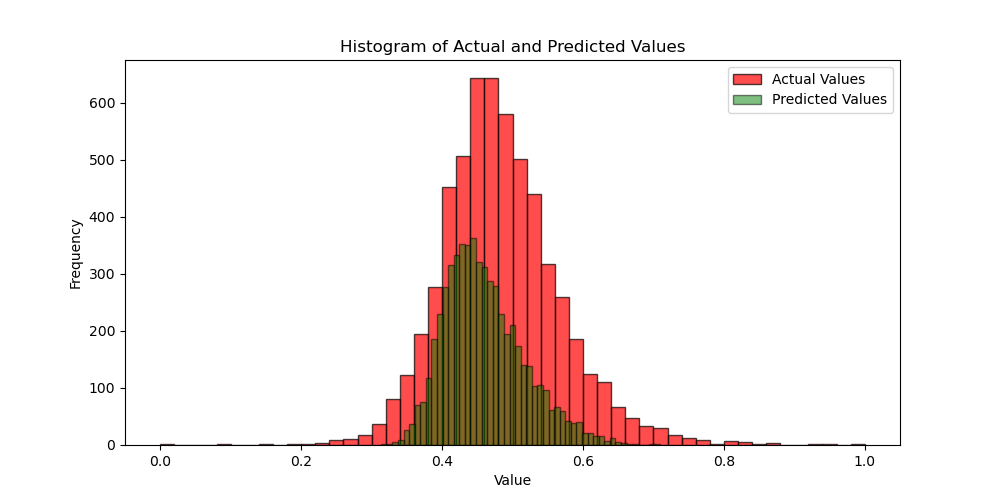 Histogram of Actual and Predicted Values
Actual Values
Predicted Values
600
500
400
300
200
100
0
Frequency
0.0
0.2
0.4
0.6
0.8
1.0
Value